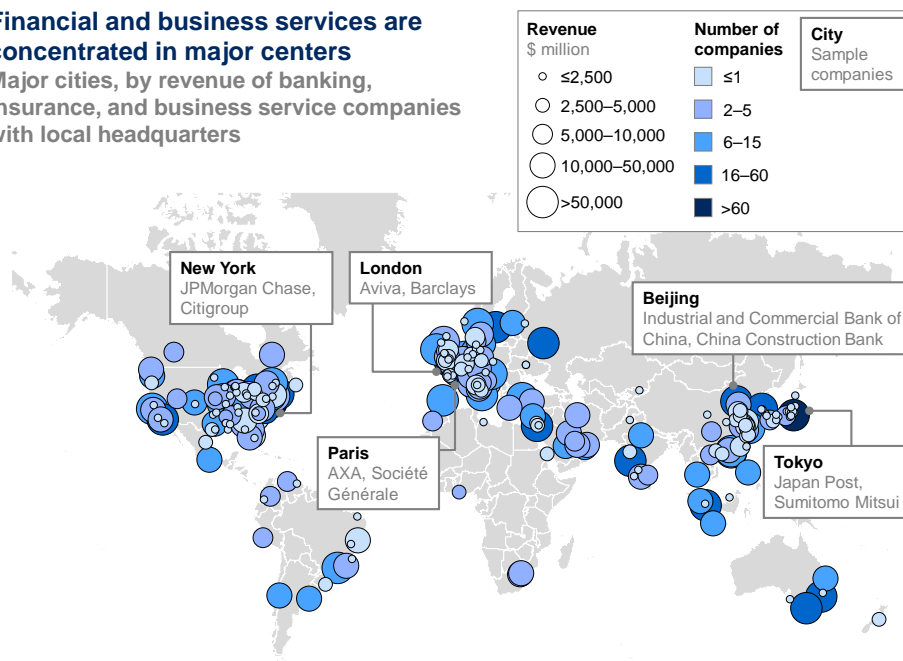 Financial and business services are
concentrated in major centers
Major cities, by revenue of banking,
insurance, and business service companies
with local headquarters
Revenue
$ million
≤2,500
2,500–5,000
5,000–10,000
10,000–50,000
>50,000
Number of
companies
≤1
2–5
6–15
16–60
>60
City
Sample
companies
New York
JPMorgan Chase,
Citigroup
London
Aviva, Barclays
Beijing
Industrial and Commercial Bank of
China, China Construction Bank
Paris
AXA, Société
Générale
Tokyo
Japan Post,
Sumitomo Mitsui